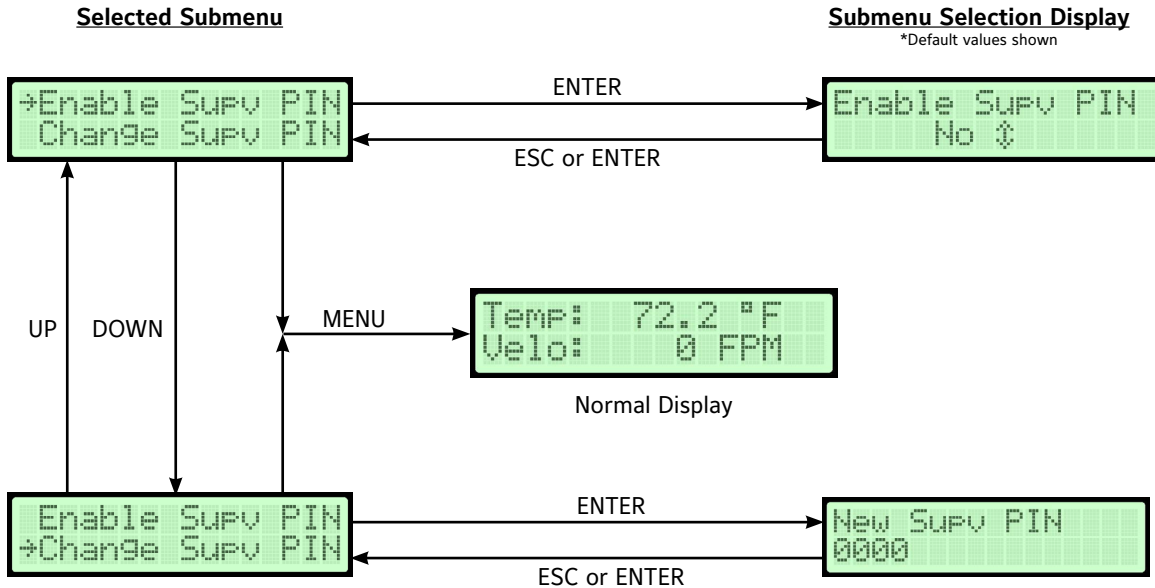 Selected Submenu
Submenu Selection Display
*Default values shown
→Enable Supv PIN
Change Supv PIN
ENTER
ESC or ENTER
Enable Supv PIN
No ↕
UP
DOWN
MENU
Temp: 72.2 °F
Velo: 0 FPM
Normal Display
Enable Supv PIN
→Change Supv PIN
ENTER
ESC or ENTER
New Supv PIN
0000